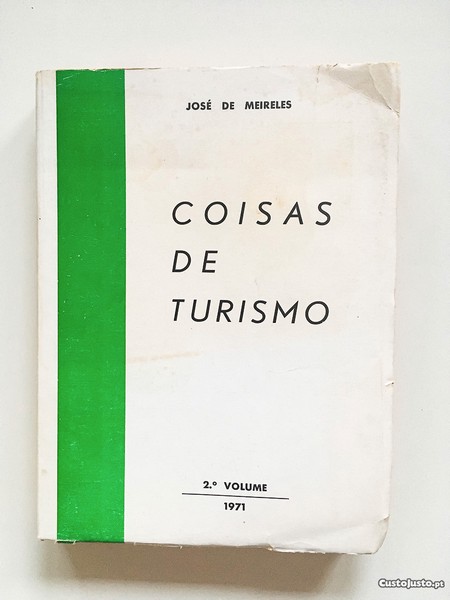 JOSÉ DE MEIRELES
COISAS
DE
TURISMO
2.º VOLUME
1971
CustoJusto.pt